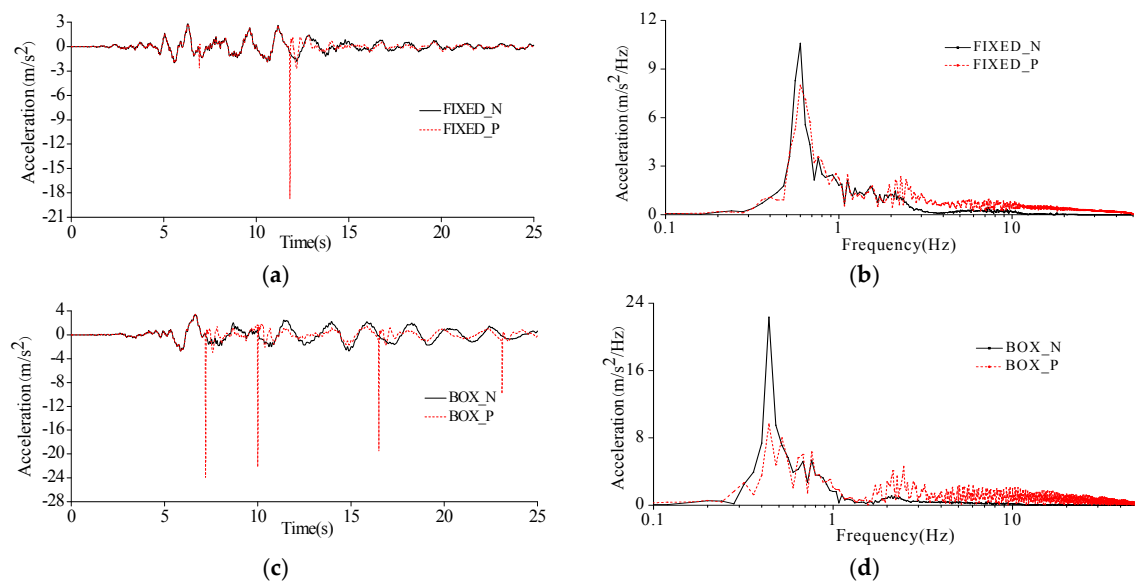 3
0
-3
-6
-9
-12
-15
-18
-21
Acceleration(m/s²)
FIXED_N
FIXED_P
0 5 10 15 20 25
Time(s)
(a)
12
9
6
3
0
Acceleration(m/s²/Hz)
FIXED_N
FIXED_P
0.1 1 10
Frequency(Hz)
(b)
4
0
-4
-8
-12
-16
-20
-24
-28
Acceleration(m/s²)
BOX_N
BOX_P
0 5 10 15 20 25
Time(s)
(c)
24
16
8
0
Acceleration(m/s²/Hz)
BOX_N
BOX_P
0.1 1 10
Frequency(Hz)
(d)